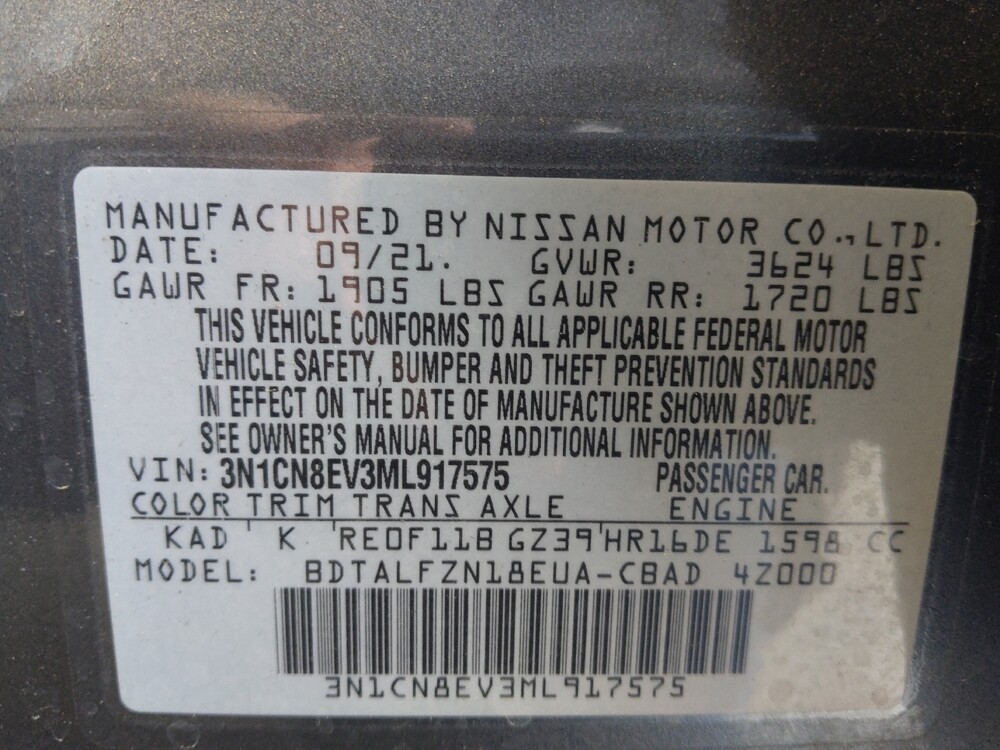 MANUFACTURED BY NISSAN MOTOR CO.,LTD.
DATE: 09/21. GVWR: 3624 LBS
GAWR FR: 1905 LBS GAWR RR: 1720 LBS
THIS VEHICLE CONFORMS TO ALL APPLICABLE FEDERAL MOTOR
VEHICLE SAFETY, BUMPER AND THEFT PREVENTION STANDARDS
IN EFFECT ON THE DATE OF MANUFACTURE SHOWN ABOVE.
SEE OWNER'S MANUAL FOR ADDITIONAL INFORMATION.
VIN: 3N1CN8EV3ML917575 PASSENGER CAR.
COLOR TRIM TRANS AXLE ENGINE
KAD K RE0F11B GZ39 HR16DE 1598 CC
MODEL: BDTALFZN18EUA-CBAD 4Z000
3N1CN8EV3ML917575